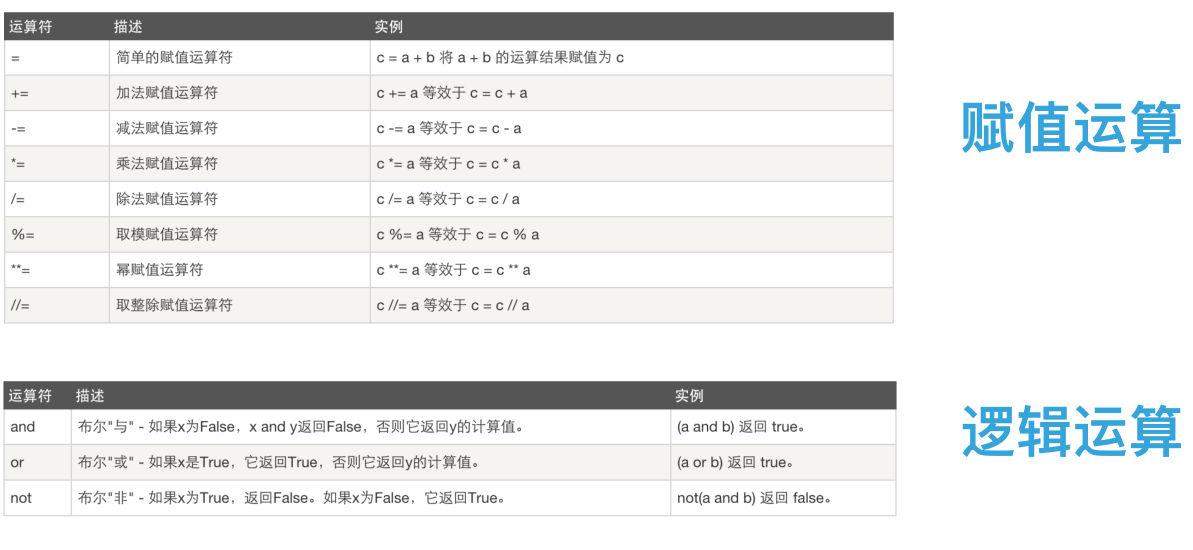 运算符 描述 实例
= 简单的赋值运算符 c = a + b 将 a + b 的运算结果赋值为 c
+= 加法赋值运算符 c += a 等效于 c = c + a
-= 减法赋值运算符 c -= a 等效于 c = c - a
*= 乘法赋值运算符 c *= a 等效于 c = c * a
/= 除法赋值运算符 c /= a 等效于 c = c / a
%= 取模赋值运算符 c %= a 等效于 c = c % a
**= 幂赋值运算符 c **= a 等效于 c = c ** a
//= 取整除赋值运算符 c //= a 等效于 c = c // a
赋值运算
运算符 描述 实例
and 布尔"与" - 如果x为False，x and y返回False，否则它返回y的计算值。 (a and b) 返回 true。
or 布尔"或" - 如果x是True，它返回True，否则它返回y的计算值。 (a or b) 返回 true。
not 布尔"非" - 如果x为True，返回False。如果x为False，它返回True。 not(a and b) 返回 false。
逻辑运算